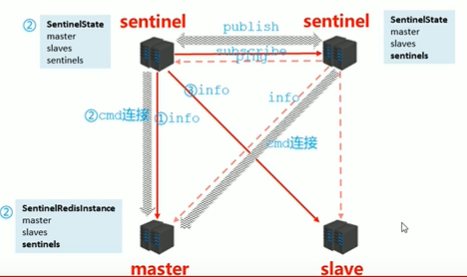 sentinel
sentinel
②
SentinelState
master
slaves
sentinels
publish
subscribe
ping
SentinelState
master
slaves
sentinels
③info
info
②cmd连接
①info
cmd连接
②
SentinelRedisInstance
master
slaves
sentinels
master
slave